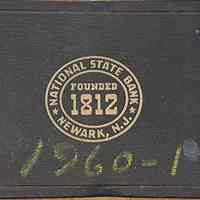 ★ NATIONAL STATE BANK ★
FOUNDED
1812
NEWARK, N.J.
1960-1